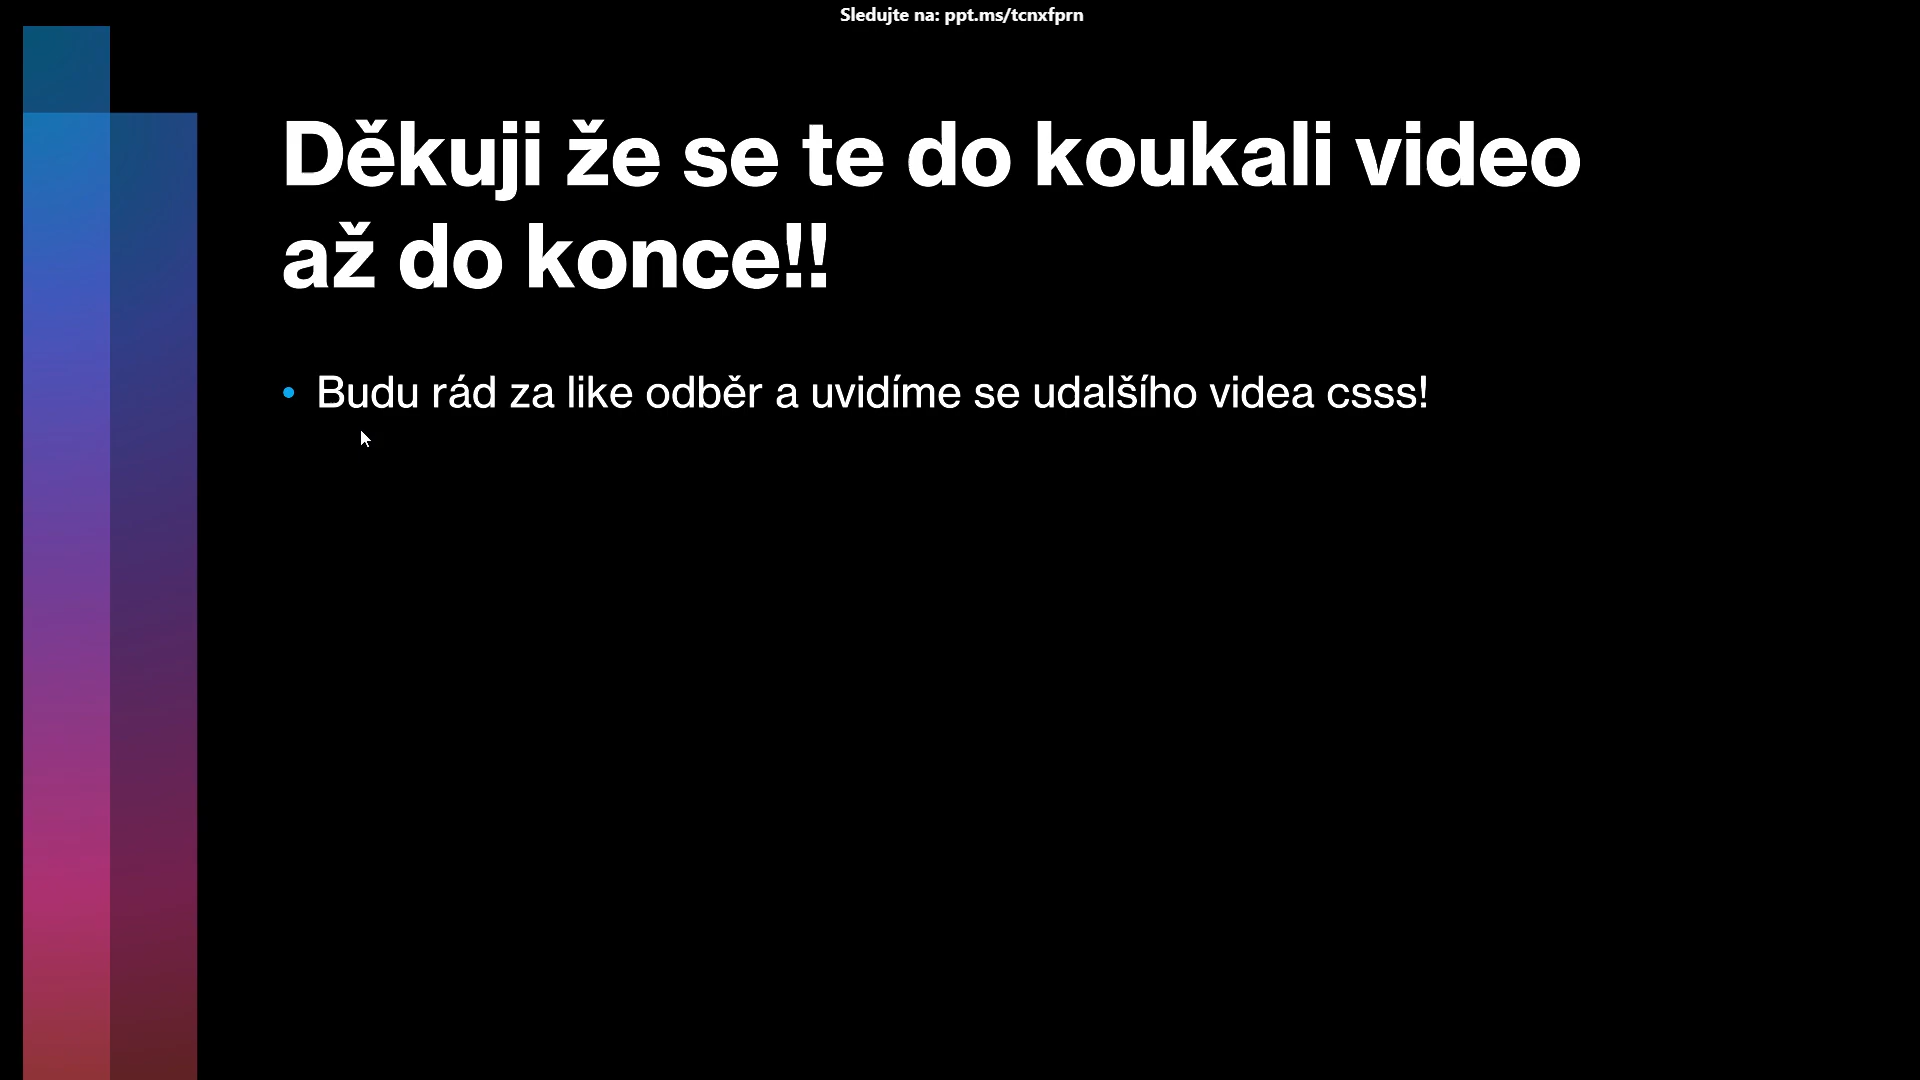 Sledujte na: ppt.ms/tcnxfprn
Děkuji že se te do koukali video
až do konce!!
• Budu rád za like odběr a uvidíme se udalšího videa csss!